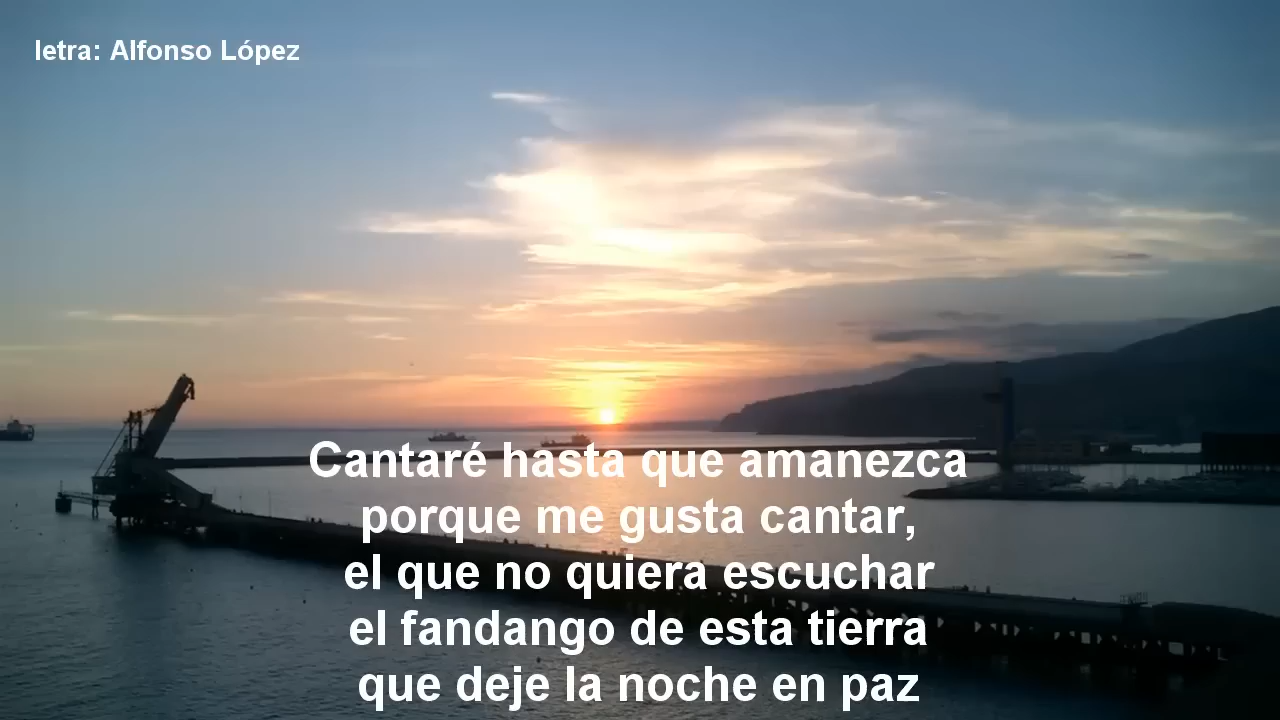 letra: Alfonso López
Cantaré hasta que amanezca
porque me gusta cantar,
el que no quiera escuchar
el fandango de esta tierra
que deje la noche en paz